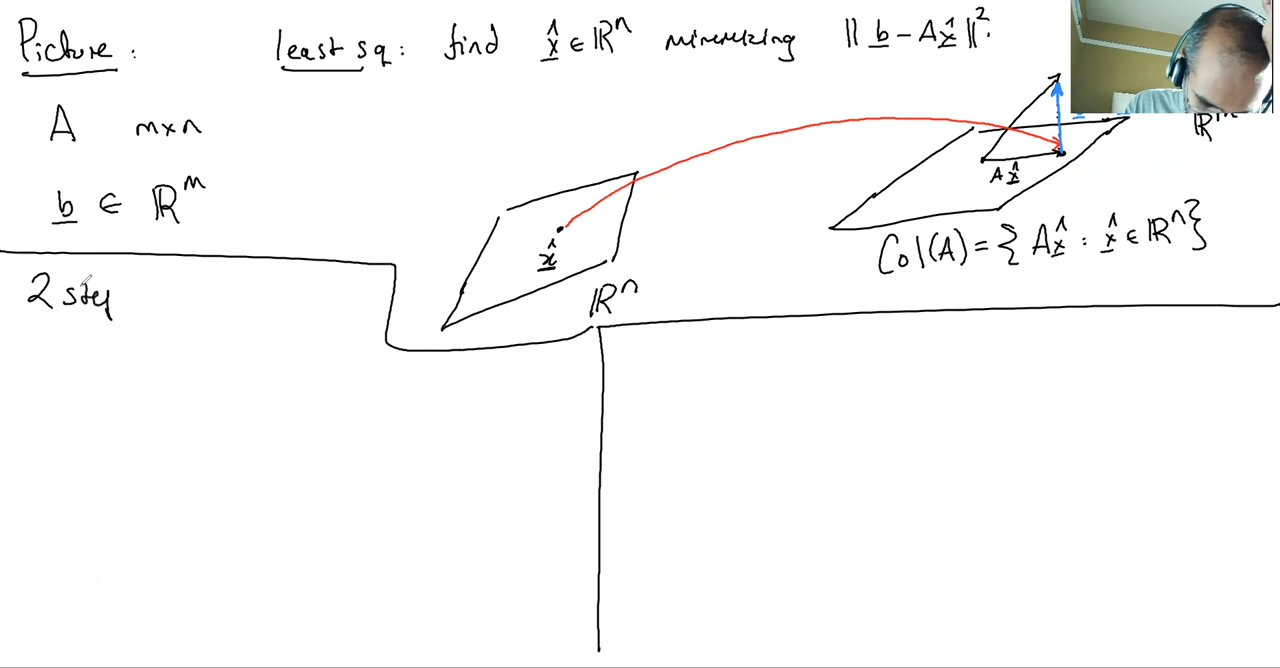 Picture: least sq: find x̂ ∈ ℝⁿ minimizing || b - Ax̂ ||².
A m×n
b ∈ ℝᵐ
Ax̂
x̂
Col(A) = { Ax̂ : x̂ ∈ ℝⁿ }
ℝⁿ
2 step